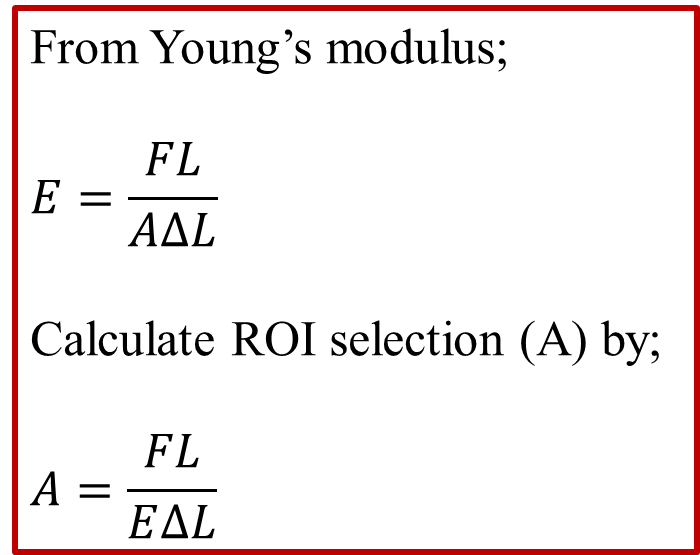 From Young’s modulus;
E = FL / AΔL
Calculate ROI selection (A) by;
A = FL / EΔL